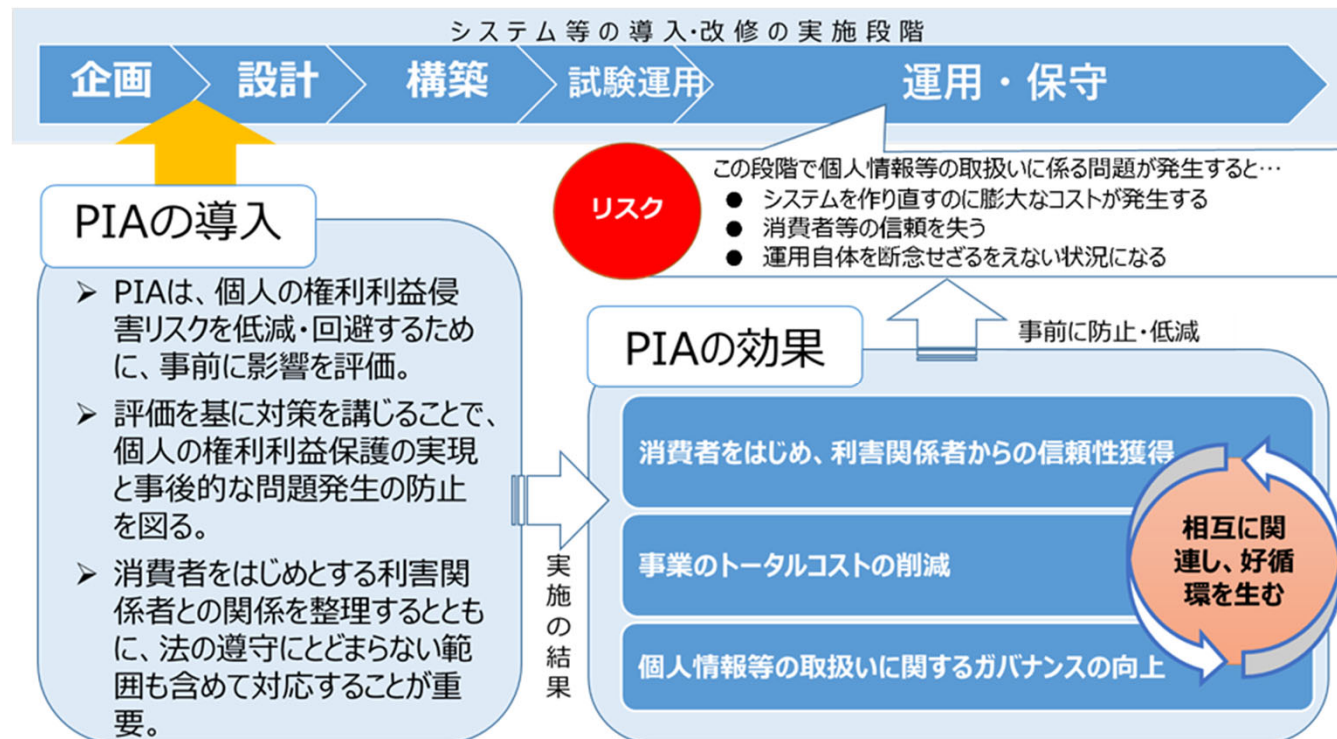 システム等の導入・改修の実施段階
企画
設計
構築
試験運用
運用・保守
リスク
この段階で個人情報等の取扱いに係る問題が発生すると…
● システムを作り直すのに膨大なコストが発生する
● 消費者等の信頼を失う
● 運用自体を断念せざるをえない状況になる
PIAの導入
➢ PIAは、個人の権利利益侵
害リスクを低減・回避するため
に、事前に影響を評価。
➢ 評価を基に対策を講じることで、
個人の権利利益保護の実現
と事後的な問題発生の防止
を図る。
➢ 消費者をはじめとする利害関
係者との関係を整理するととも
に、法の遵守にとどまらない範
囲も含めて対応することが重
要。
実施の結果
事前に防止・低減
PIAの効果
消費者をはじめ、利害関係者からの信頼性獲得
事業のトータルコストの削減
個人情報等の取扱いに関するガバナンスの向上
相互に関
連し、好循
環を生む